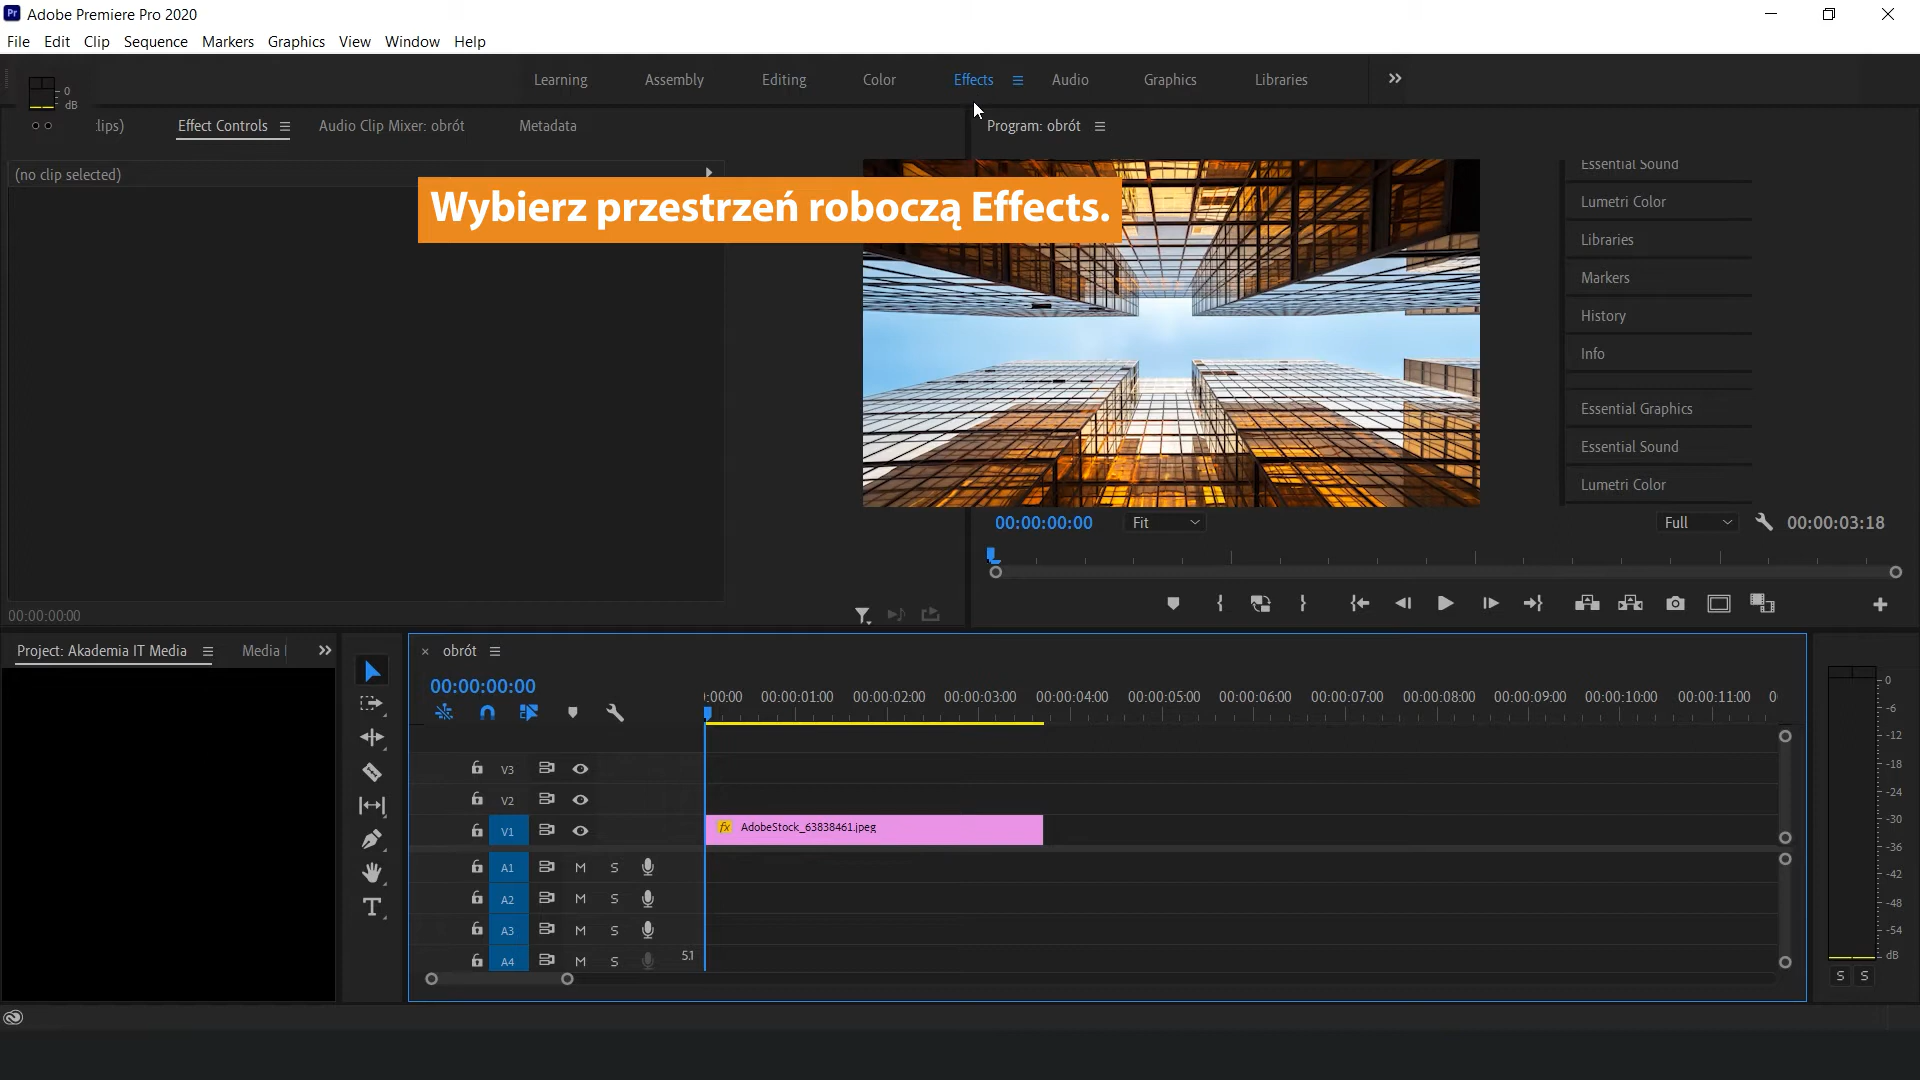 Adobe Premiere Pro 2020
File Edit Clip Sequence Markers Graphics View Window Help
Learning Assembly Editing Color Effects Audio Graphics Libraries
0
dB
lips) Effect Controls Audio Clip Mixer: obrót Metadata
Program: obrót
(no clip selected)
Wybierz przestrzeń roboczą Effects.
Essential Sound
Lumetri Color
Libraries
Markers
History
Info
Essential Graphics
Essential Sound
Lumetri Color
00:00:00:00 Fit Full 00:00:03:18
00:00:00:00
Project: Akademia IT Media Media
obrót
00:00:00:00
:00:00 00:00:01:00 00:00:02:00 00:00:03:00 00:00:04:00 00:00:05:00 00:00:06:00 00:00:07:00 00:00:08:00 00:00:09:00 00:00:10:00 00:00:11:00 0
V3
V2
V1
fx AdobeStock_63838461.jpeg
A1 M S
A2 M S
A3 M S
A4 M S 5.1
0
-6
-12
-18
-24
-30
-36
-42
-48
-54
dB
S S